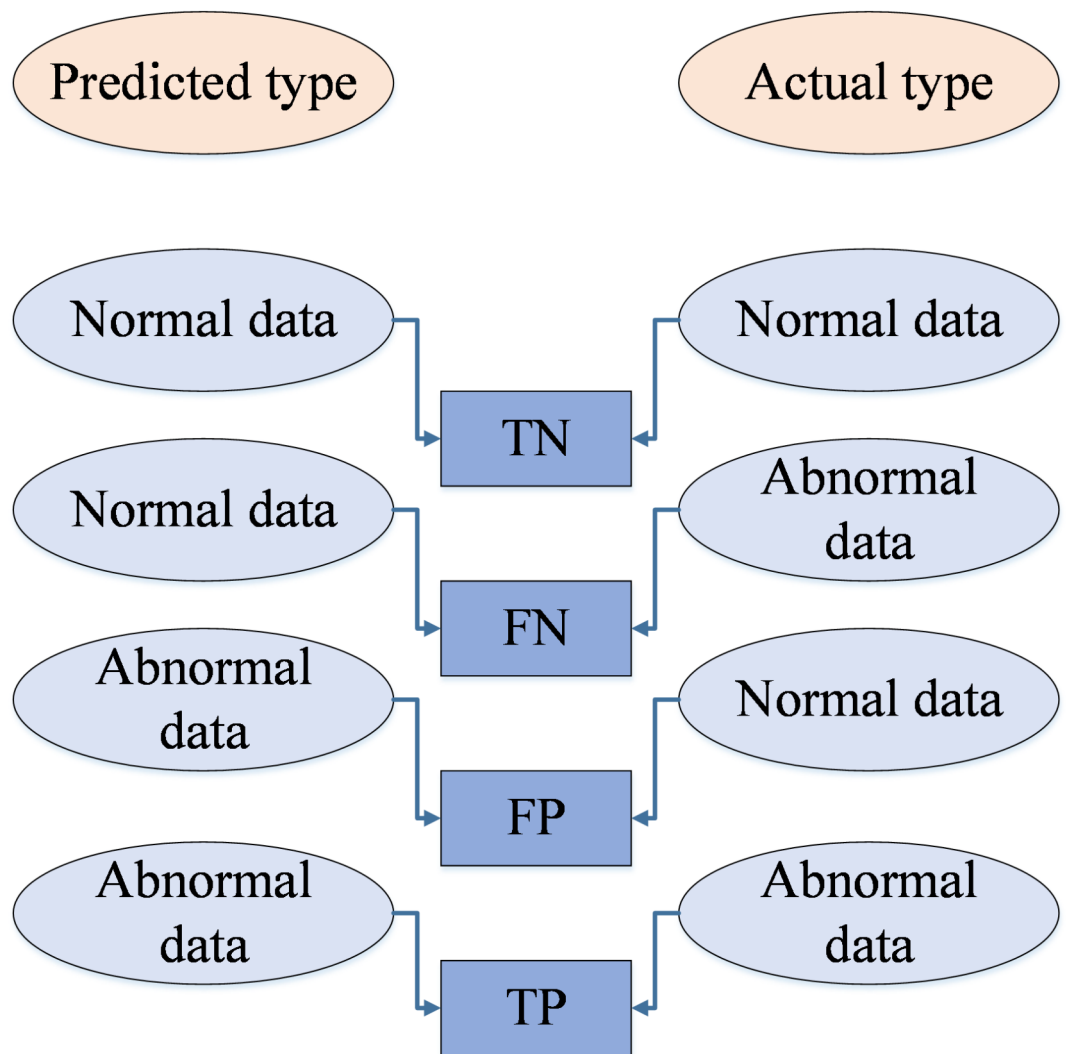 Predicted type
Actual type
Normal data
Normal data
TN
Normal data
Abnormal
data
FN
Abnormal
data
Normal data
FP
Abnormal
data
Abnormal
data
TP